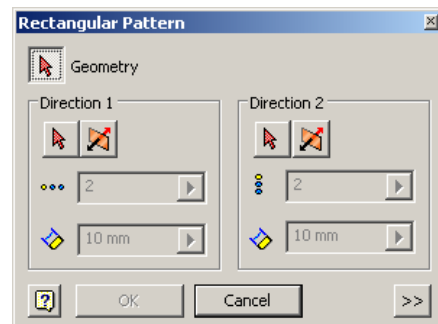 Rectangular Pattern
Geometry
Direction 1
Direction 2
2
2
10 mm
10 mm
?
OK
Cancel
>>